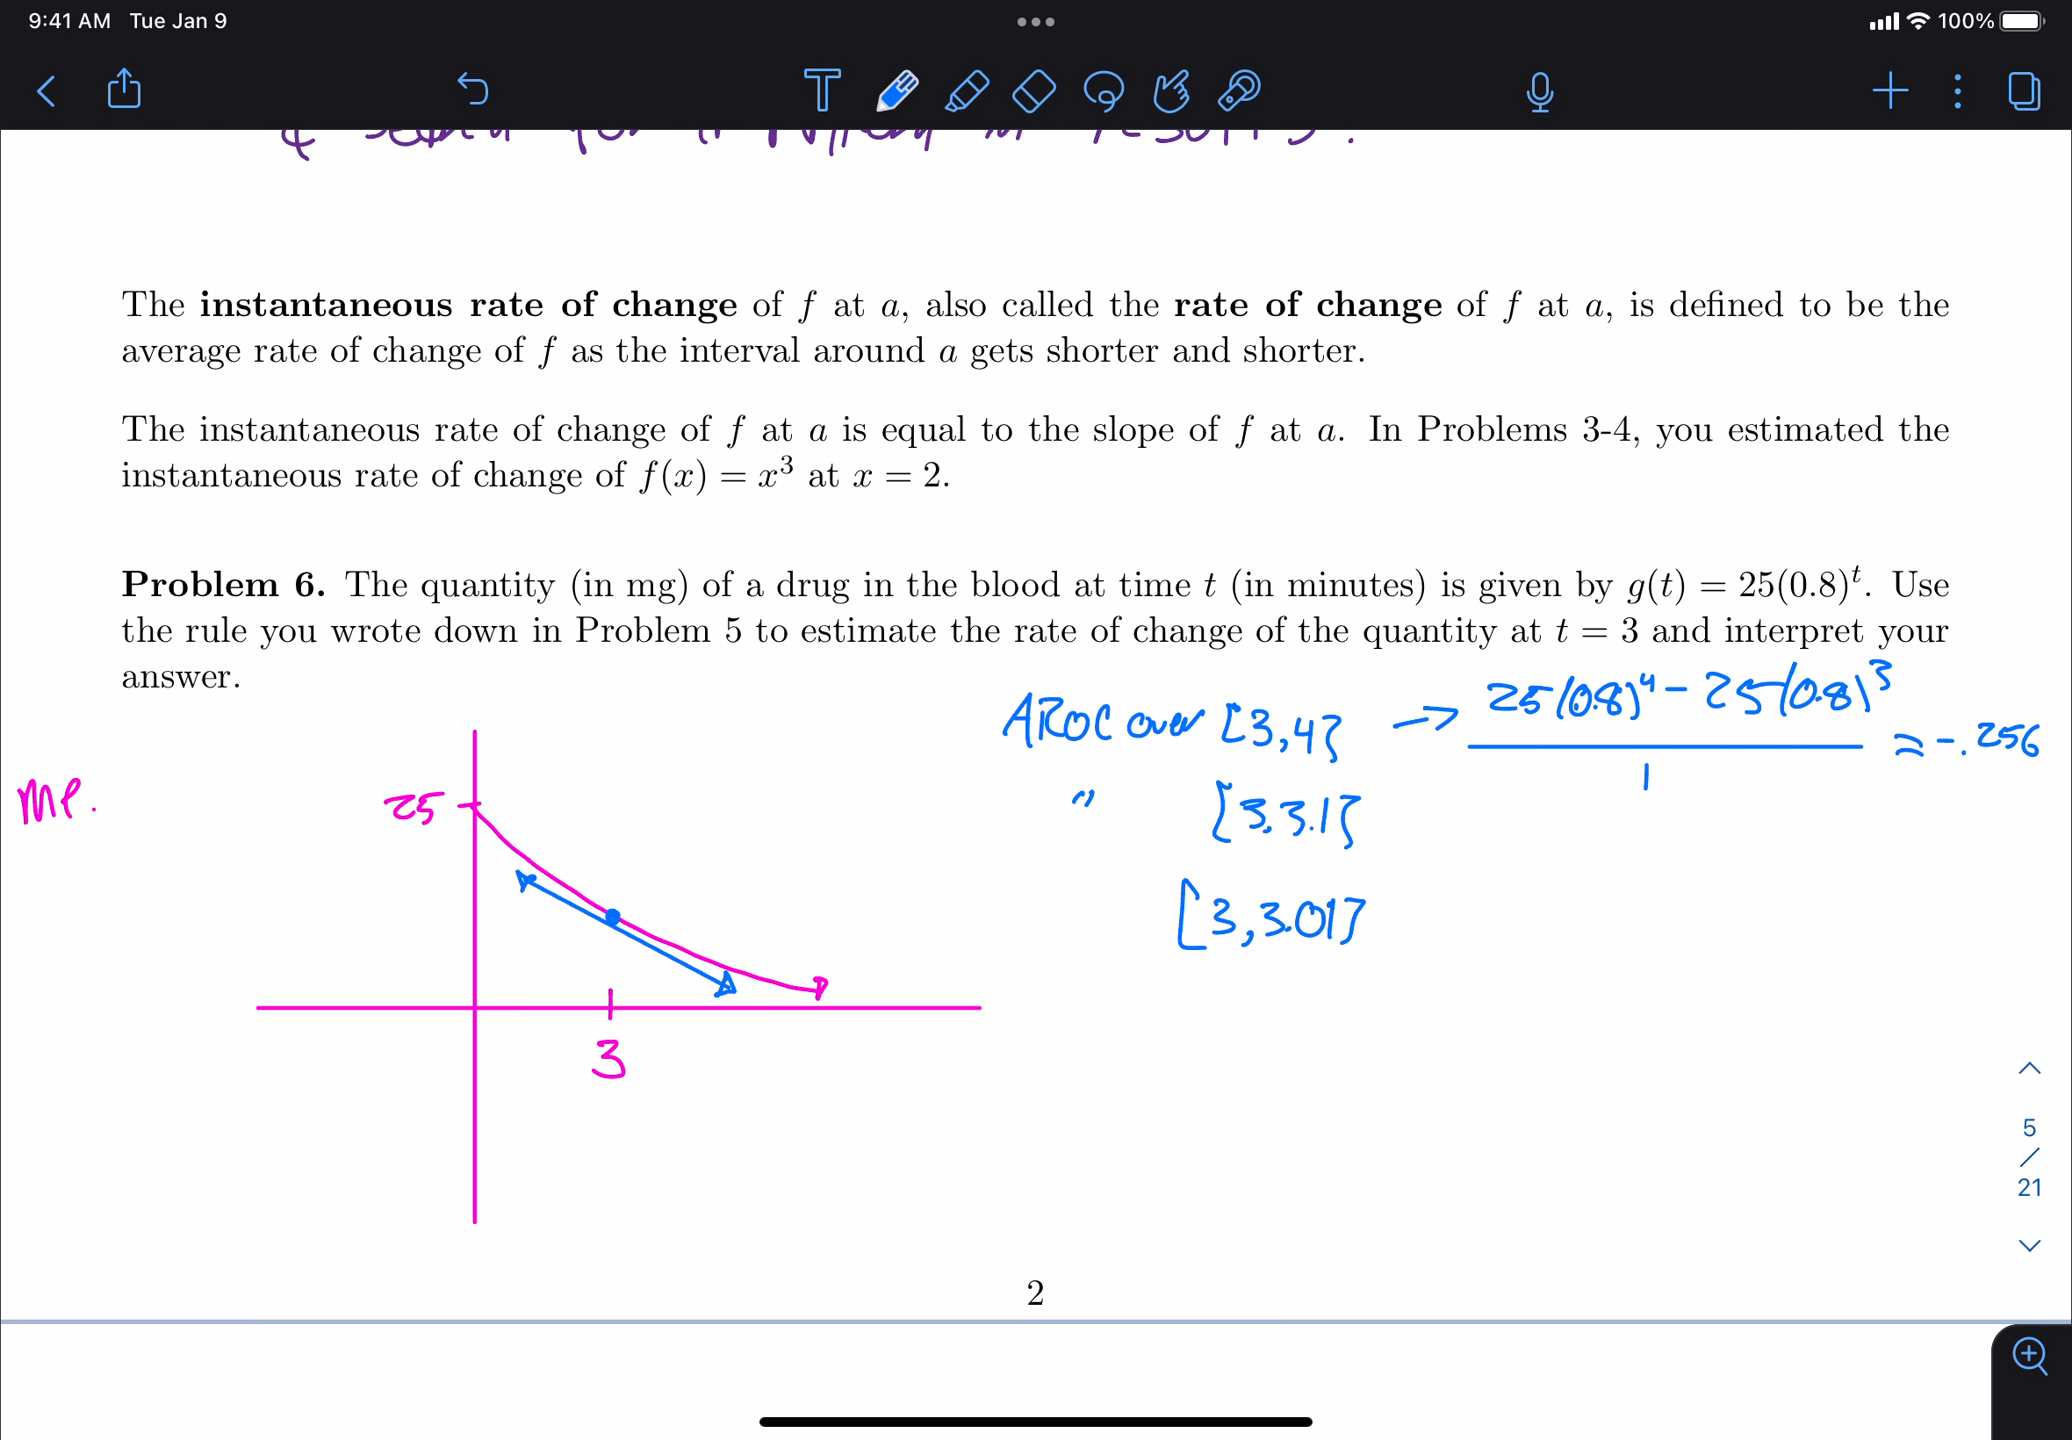 9:41 AM Tue Jan 9
100%
The instantaneous rate of change of f at a, also called the rate of change of f at a, is defined to be the
average rate of change of f as the interval around a gets shorter and shorter.
The instantaneous rate of change of f at a is equal to the slope of f at a. In Problems 3-4, you estimated the
instantaneous rate of change of f(x) = x³ at x = 2.
Problem 6. The quantity (in mg) of a drug in the blood at time t (in minutes) is given by g(t) = 25(0.8)ᵗ. Use
the rule you wrote down in Problem 5 to estimate the rate of change of the quantity at t = 3 and interpret your
answer.
AROC over [3,4] → 25(0.8)⁴ - 25(0.8)³
1
≈ -.256
" [3,3.1]
[3,3.01]
25
3
5
/
21
2